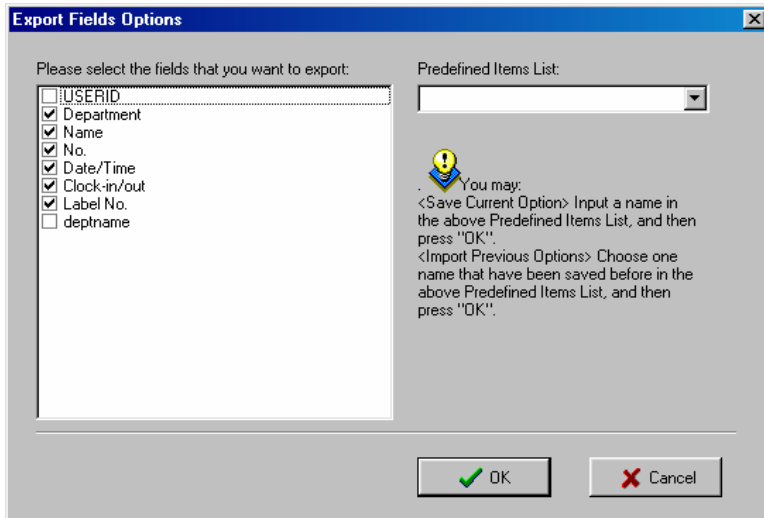 Export Fields Options
Please select the fields that you want to export:
USERID
Department
Name
No.
Date/Time
Clock-in/out
Label No.
deptname
Predefined Items List:
. You may:
<Save Current Option> Input a name in
the above Predefined Items List, and then
press "OK".
<Import Previous Options> Choose one
name that have been saved before in the
above Predefined Items List, and then
press "OK".
OK
Cancel